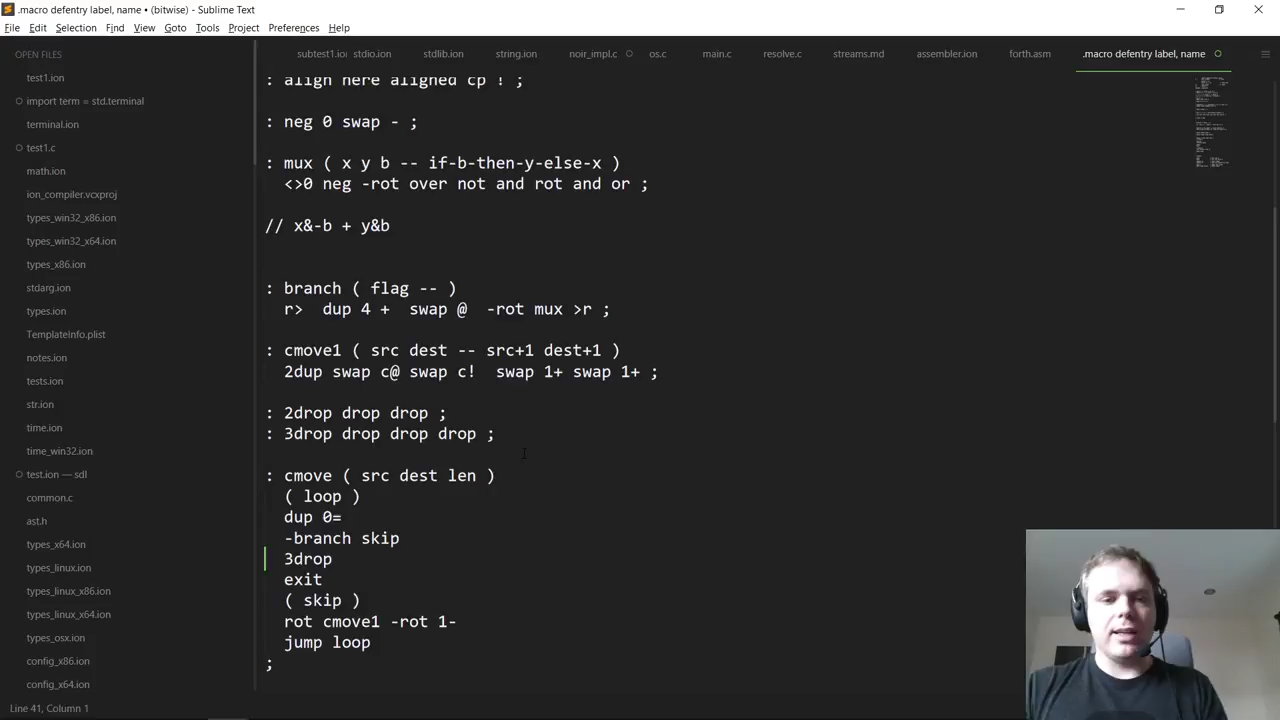 .macro defentry label, name • (bitwise) - Sublime Text
File Edit Selection Find View Goto Tools Project Preferences Help
OPEN FILES
test1.ion
import term = std.terminal
terminal.ion
test1.c
math.ion
ion_compiler.vcxproj
types_win32_x86.ion
types_win32_x64.ion
types_x86.ion
stdarg.ion
types.ion
TemplateInfo.plist
notes.ion
tests.ion
str.ion
time.ion
time_win32.ion
test.ion — sdl
common.c
ast.h
types_x64.ion
types_linux.ion
types_linux_x86.ion
types_linux_x64.ion
types_osx.ion
config_x86.ion
config_x64.ion
subtest1.ion stdio.ion stdlib.ion string.ion noir_impl.c os.c main.c resolve.c streams.md assembler.ion forth.asm .macro defentry label, name
: align here aligned cp ! ;
: neg 0 swap - ;
: mux ( x y b -- if-b-then-y-else-x )
<>0 neg -rot over not and rot and or ;
// x&-b + y&b
: branch ( flag -- )
r> dup 4 + swap @ -rot mux >r ;
: cmove1 ( src dest -- src+1 dest+1 )
2dup swap c@ swap c! swap 1+ swap 1+ ;
: 2drop drop drop ;
: 3drop drop drop drop ;
: cmove ( src dest len )
( loop )
dup 0=
-branch skip
3drop
exit
( skip )
rot cmove1 -rot 1-
jump loop
;
Line 41, Column 1